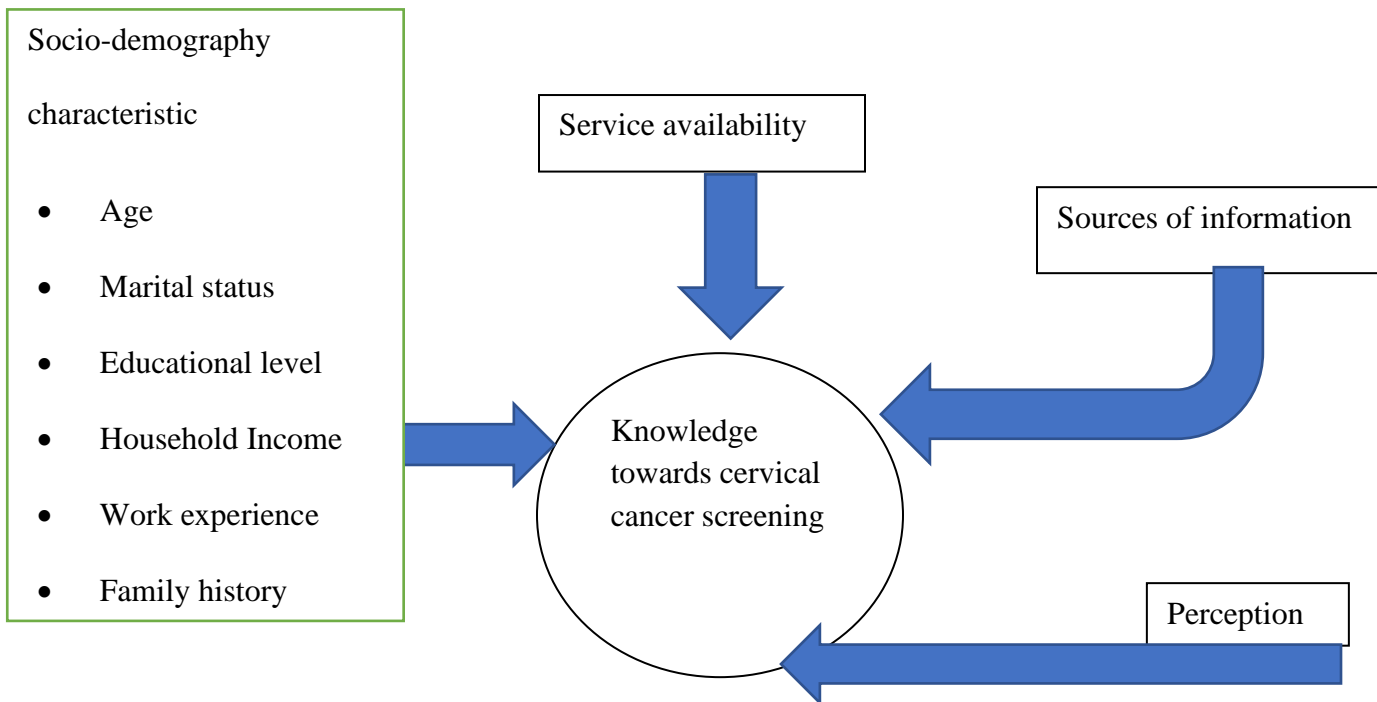 Socio-demography
characteristic
• Age
• Marital status
• Educational level
• Household Income
• Work experience
• Family history
Service availability
Sources of information
Knowledge
towards cervical
cancer screening
Perception